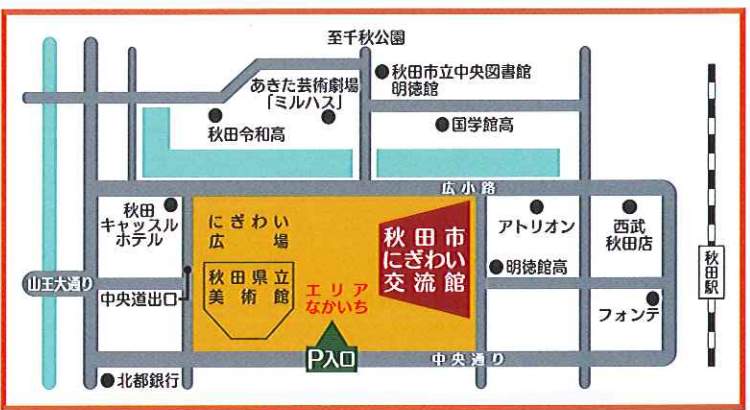 至千秋公園
あきた芸術劇場
「ミルハス」
秋田市立中央図書館
明徳館
秋田令和高
国学館高
広小路
秋田
キャッスル
ホテル
にぎわい
広場
秋田市
にぎわい
交流館
アトリオン
西武
秋田店
明徳館高
秋田駅
山王大通り
中央道出口
秋田県立
美術館
エリア
なかいち
フォンテ
P入口
中央通り
北都銀行